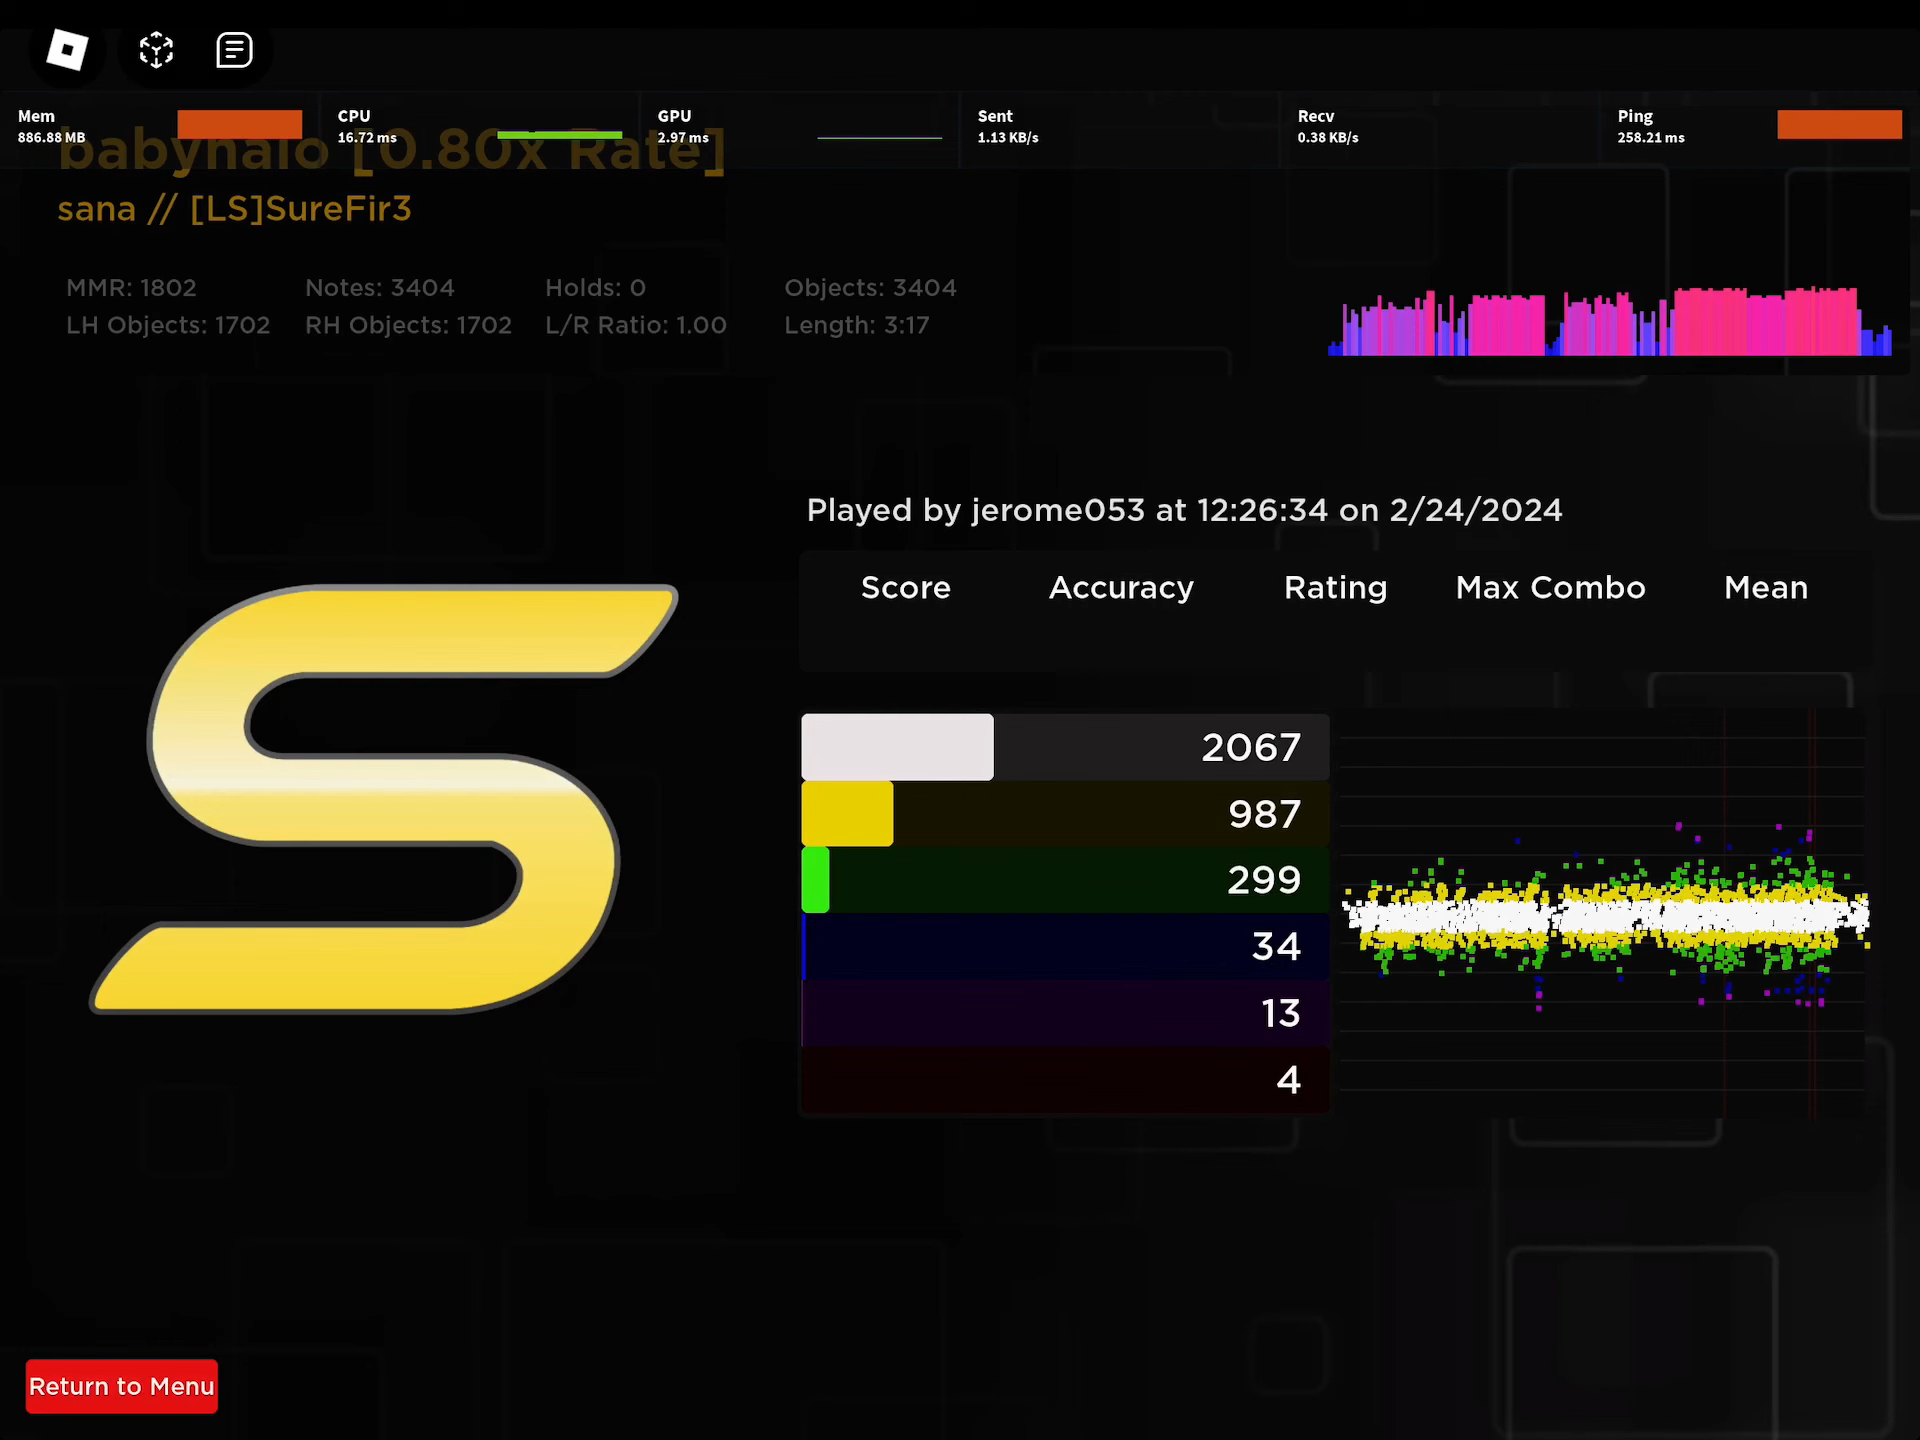 Mem
886.88 MB
CPU
16.72 ms
GPU
2.97 ms
Sent
1.13 KB/s
Recv
0.38 KB/s
Ping
258.21 ms
babyhalo [0.80x Rate]
sana // [LS]SureFir3
MMR: 1802 Notes: 3404 Holds: 0 Objects: 3404
LH Objects: 1702 RH Objects: 1702 L/R Ratio: 1.00 Length: 3:17
Played by jerome053 at 12:26:34 on 2/24/2024
Score Accuracy Rating Max Combo Mean
2067
987
299
34
13
4
Return to Menu